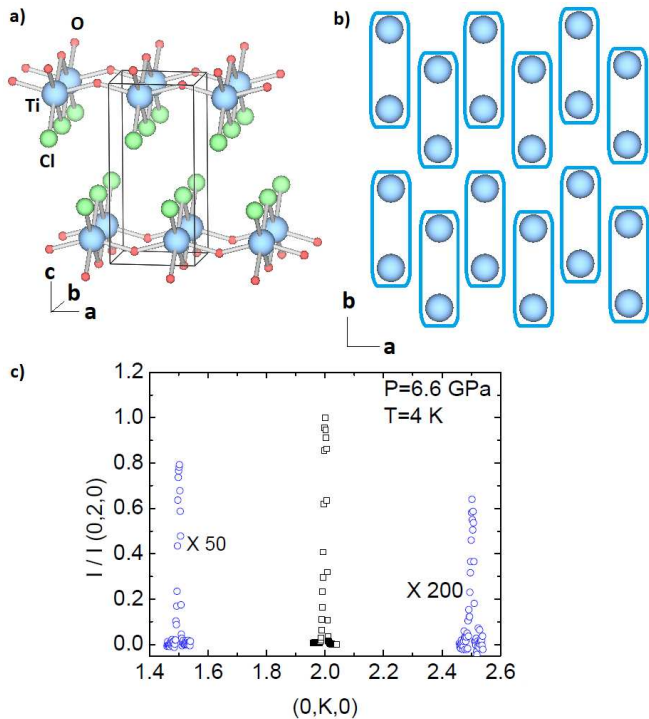 a)
O
Ti
Cl
c
b
a
b)
b
a
c)
I / I (0,2,0)
1.2
1.0
0.8
0.6
0.4
0.2
0.0
P=6.6 GPa
T=4 K
X 50
X 200
1.4 1.6 1.8 2.0 2.2 2.4 2.6
(0,K,0)